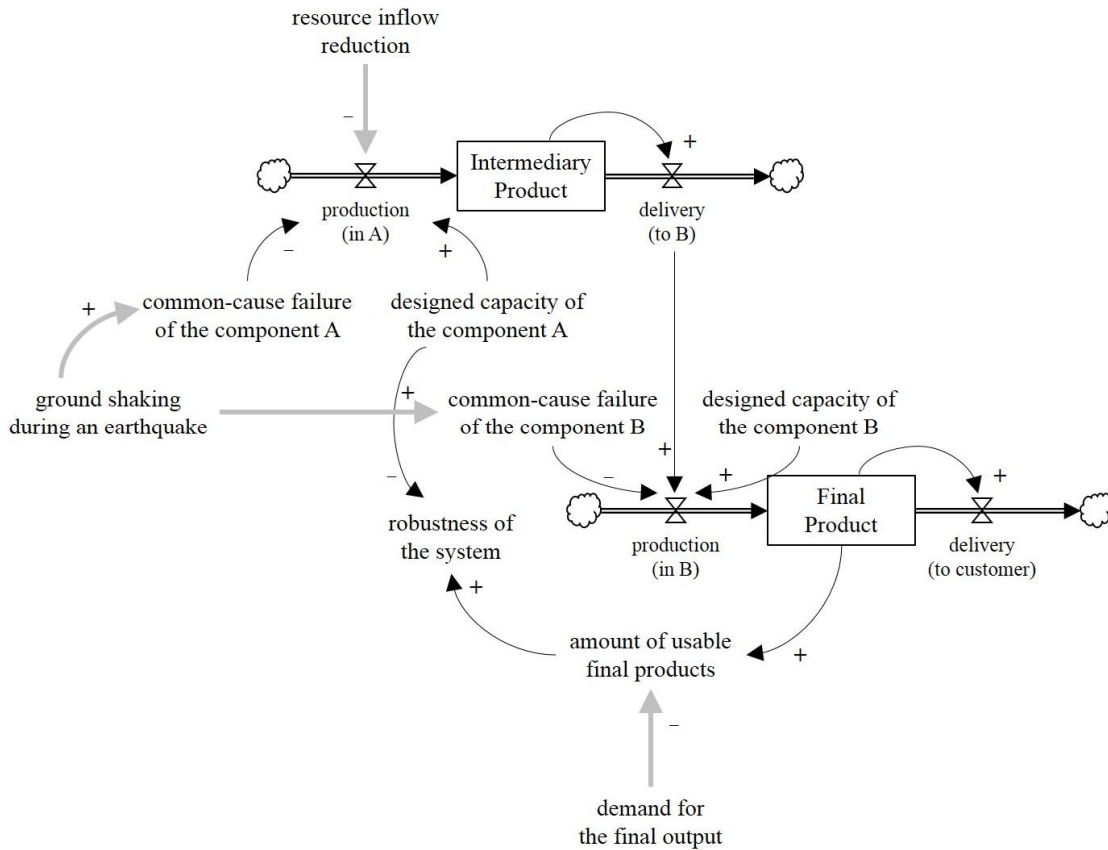 resource inflow
reduction
–
+
Intermediary
Product
production
(in A)
delivery
(to B)
–
+
+
common-cause failure
of the component A
designed capacity of
the component A
ground shaking
during an earthquake
+
common-cause failure
of the component B
designed capacity of
the component B
+
–
+
+
–
Final
Product
robustness of
the system
production
(in B)
delivery
(to customer)
+
amount of usable
final products
+
–
demand for
the final output